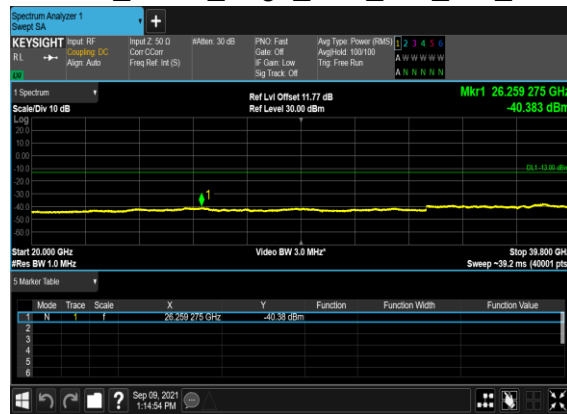 Spectrum Analyzer 1
Swept SA
+
KEYSIGHT Input: RF Input Z: 50 Ω #Atten: 30 dB PNO: Fast Avg Type: Power (RMS) 1 2 3 4 5 6
RL Coupling: DC Corr CCorr Gate: Off Avg|Hold: 100/100 A W W W W W
Align: Auto Freq Ref: Int (S) IF Gain: Low Trig: Free Run
Sig Track: Off A N N N N N
1 Spectrum Ref Lvl Offset 11.77 dB Mkr1 26.259 275 GHz
Scale/Div 10 dB Ref Level 30.00 dBm -40.383 dBm
Log
20.0
10.0
0.00
-10.0 DL1 -13.00 dBm
-20.0
-30.0 1
-40.0
-50.0
-60.0
Start 20.000 GHz Video BW 3.0 MHz* Stop 39.800 GHz
#Res BW 1.0 MHz Sweep ~39.2 ms (40001 pts)
5 Marker Table
Mode Trace Scale X Y Function Function Width Function Value
1 N 1 f 26.259 275 GHz -40.38 dBm
2
3
4
5
6
? Sep 09, 2021
1:14:54 PM